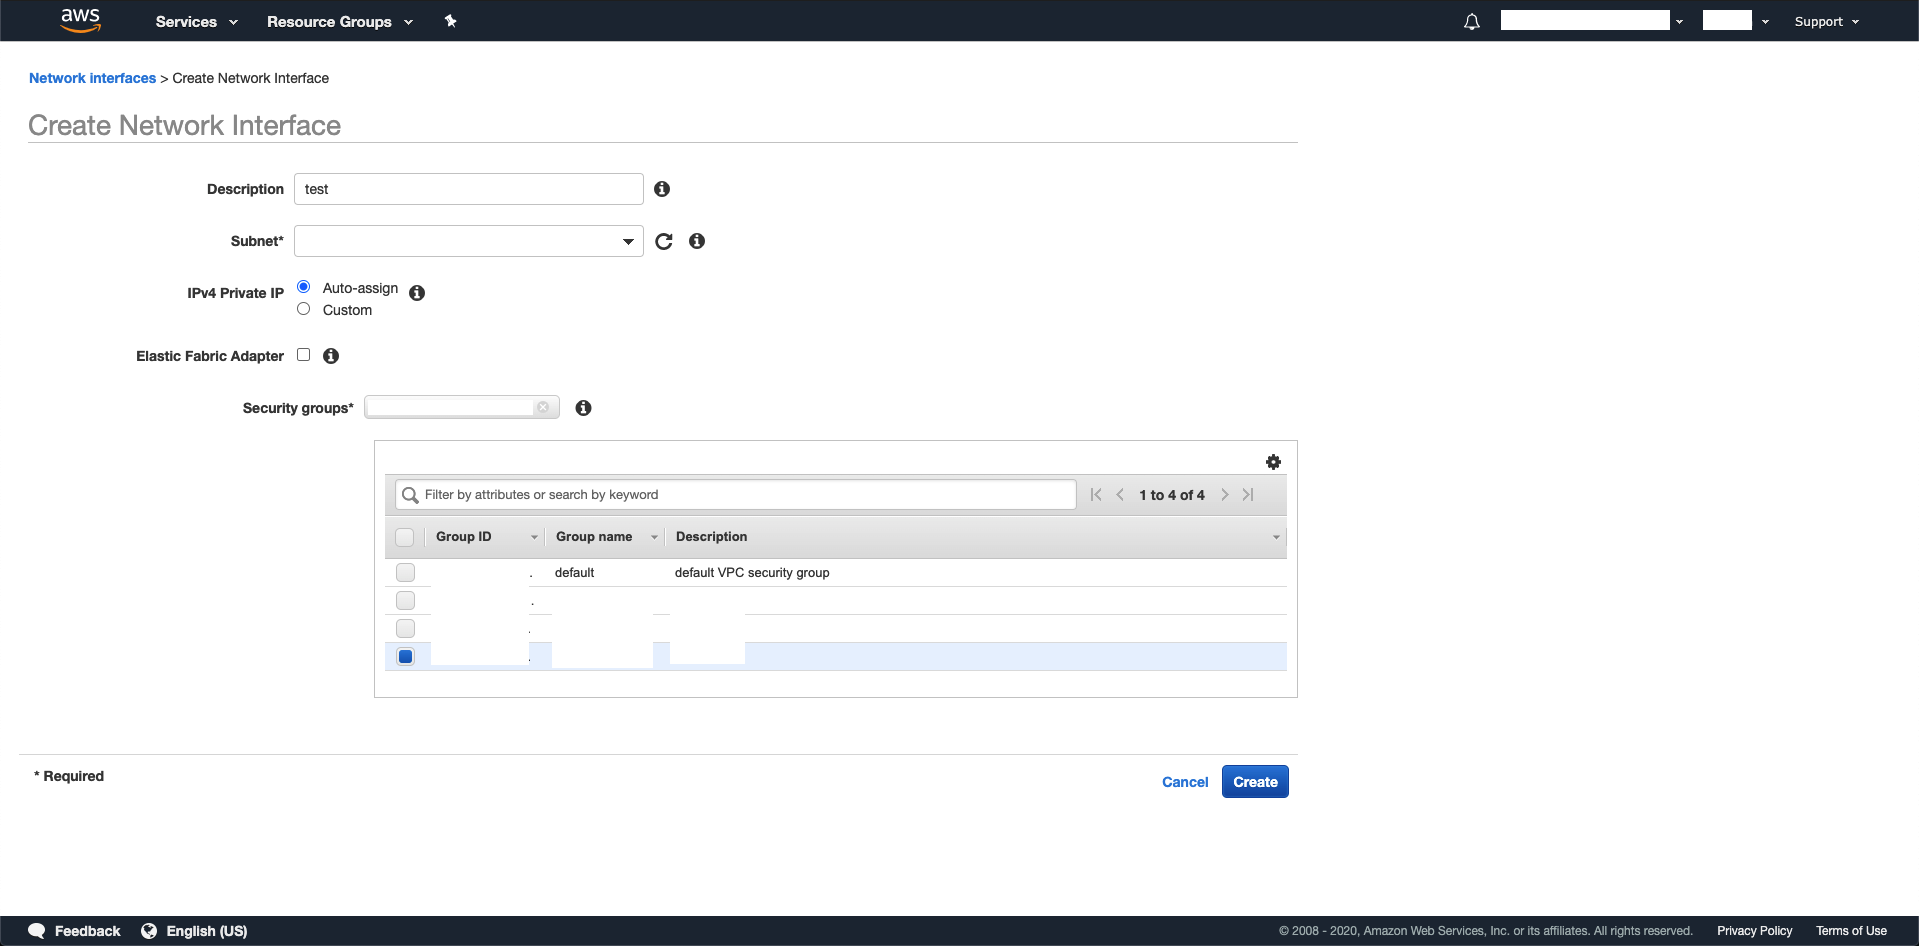 aws Services Resource Groups Support
Network interfaces > Create Network Interface
Create Network Interface
Description test
Subnet*
IPv4 Private IP Auto-assign
Custom
Elastic Fabric Adapter
Security groups*
Filter by attributes or search by keyword 1 to 4 of 4
Group ID Group name Description
. default default VPC security group
.
.
.
* Required
Cancel Create
Feedback English (US) © 2008 - 2020, Amazon Web Services, Inc. or its affiliates. All rights reserved. Privacy Policy Terms of Use